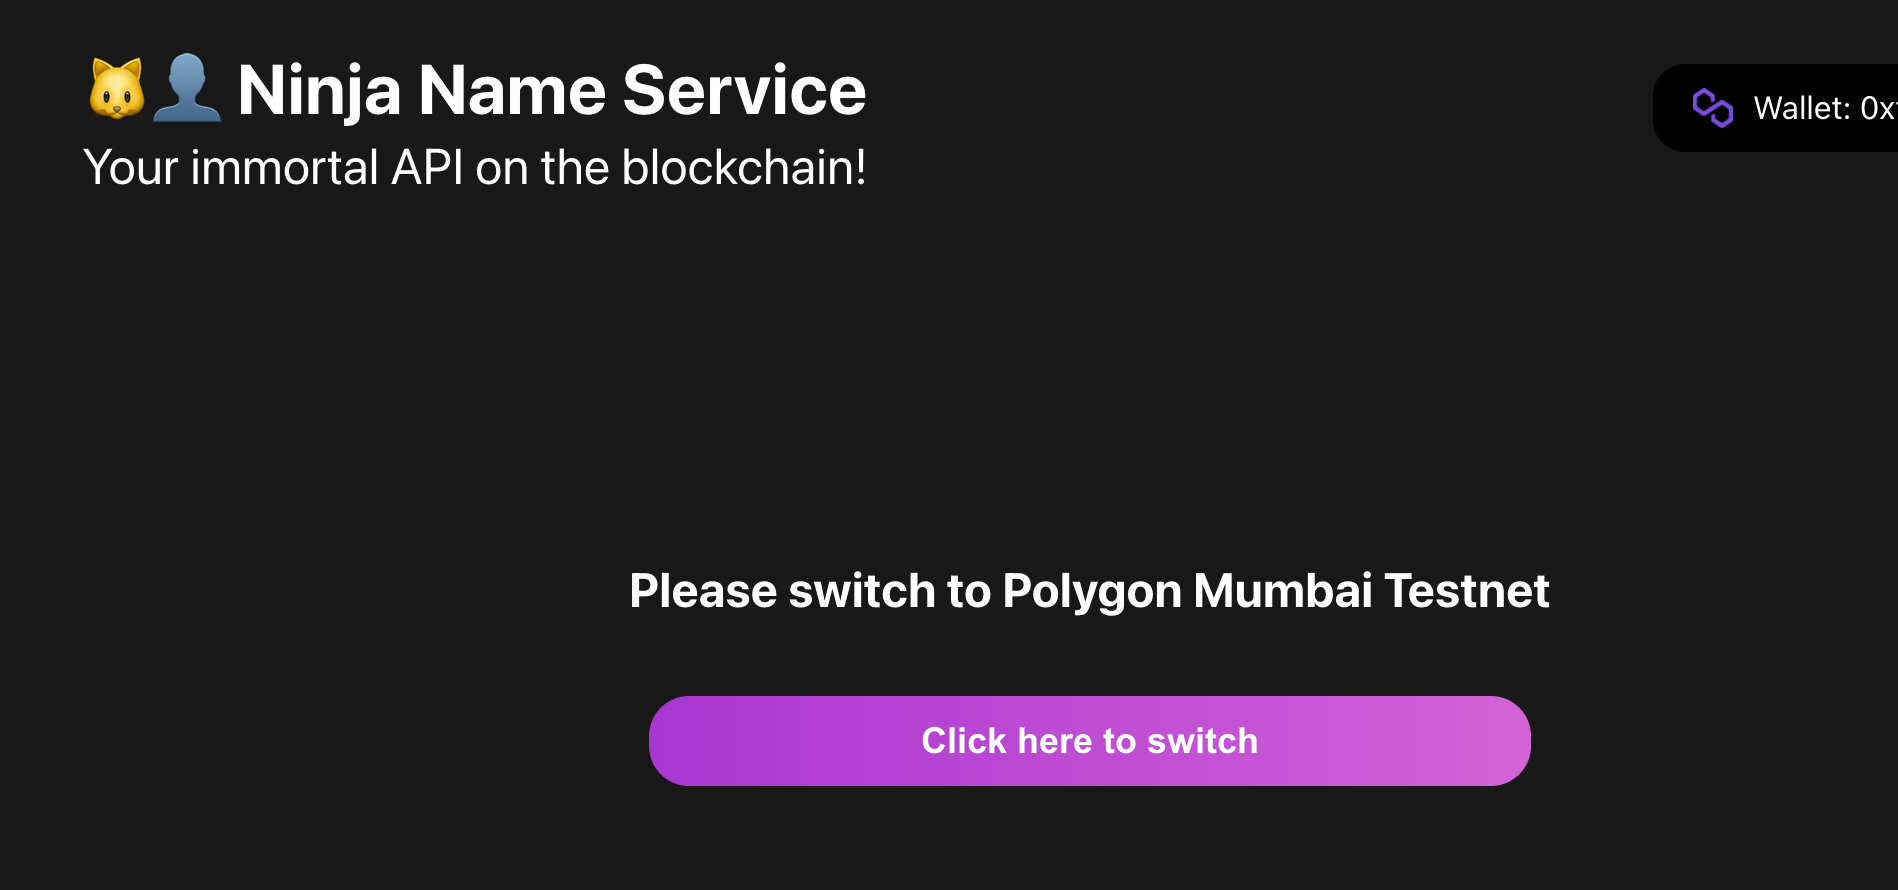 🐱👤 Ninja Name Service
Your immortal API on the blockchain!
Wallet: 0x
Please switch to Polygon Mumbai Testnet
Click here to switch